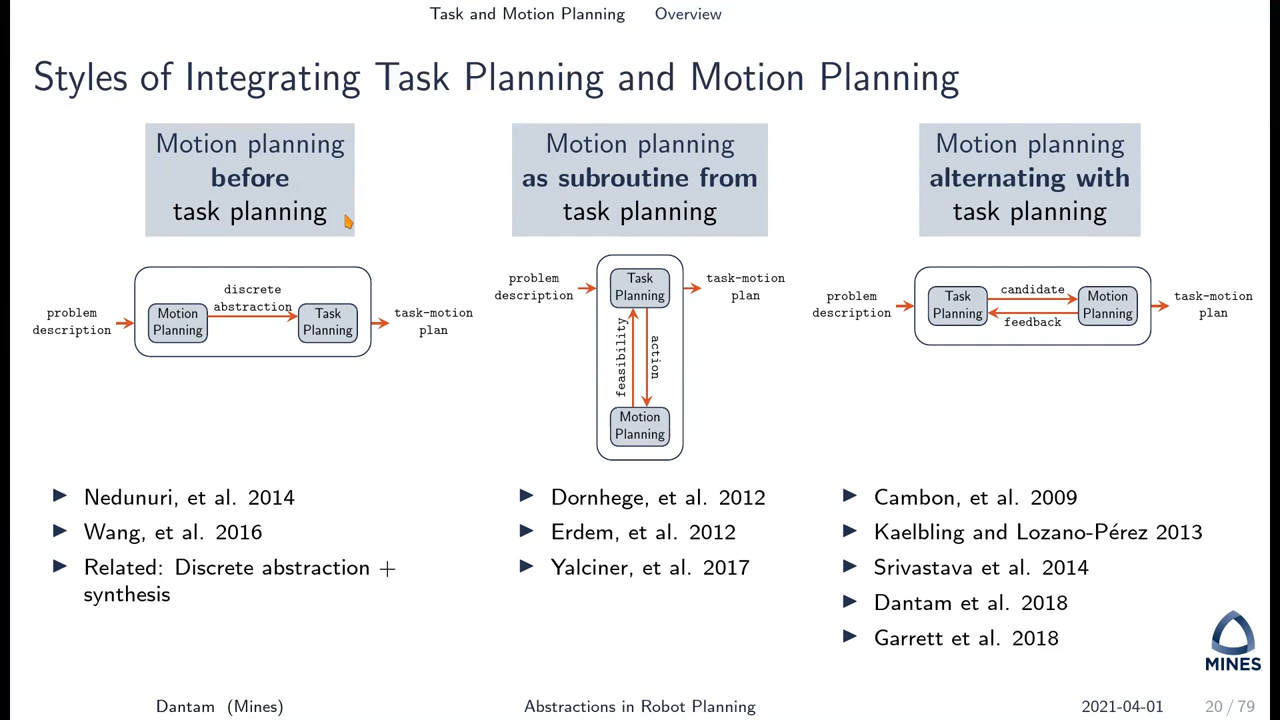 Task and Motion Planning Overview
Styles of Integrating Task Planning and Motion Planning
Motion planning
before
task planning
problem
description
Motion
Planning
discrete
abstraction
Task
Planning
task-motion
plan
Nedunuri, et al. 2014
Wang, et al. 2016
Related: Discrete abstraction +
synthesis
Motion planning
as subroutine from
task planning
problem
description
Task
Planning
task-motion
plan
feasibility
action
Motion
Planning
Dornhege, et al. 2012
Erdem, et al. 2012
Yalciner, et al. 2017
Motion planning
alternating with
task planning
problem
description
Task
Planning
candidate
feedback
Motion
Planning
task-motion
plan
Cambon, et al. 2009
Kaelbling and Lozano-Pérez 2013
Srivastava et al. 2014
Dantam et al. 2018
Garrett et al. 2018
MINES
Dantam (Mines) Abstractions in Robot Planning 2021-04-01 20 / 79